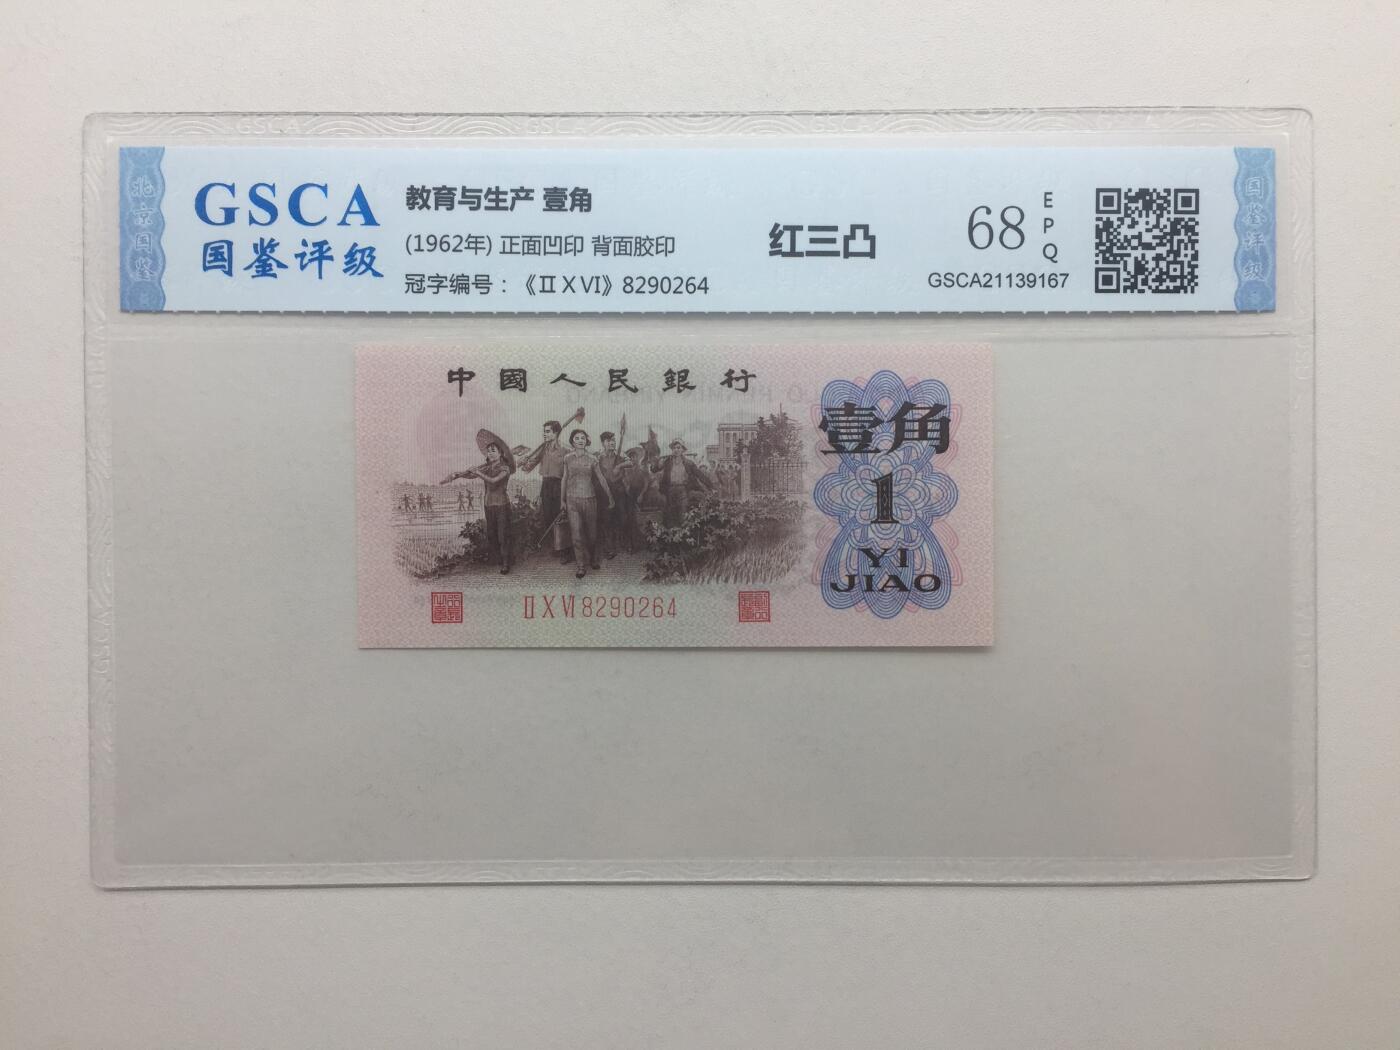 GSCA
国鉴评级
北京国鉴
教育与生产 壹角
(1962年) 正面凹印 背面胶印
冠字编号：《ⅡⅩⅥ》8290264
红三凸
68
EPQ
GSCA21139167
国鉴评级
中國人民銀行
壹角
1
YI
JIAO
ⅡⅩⅥ8290264